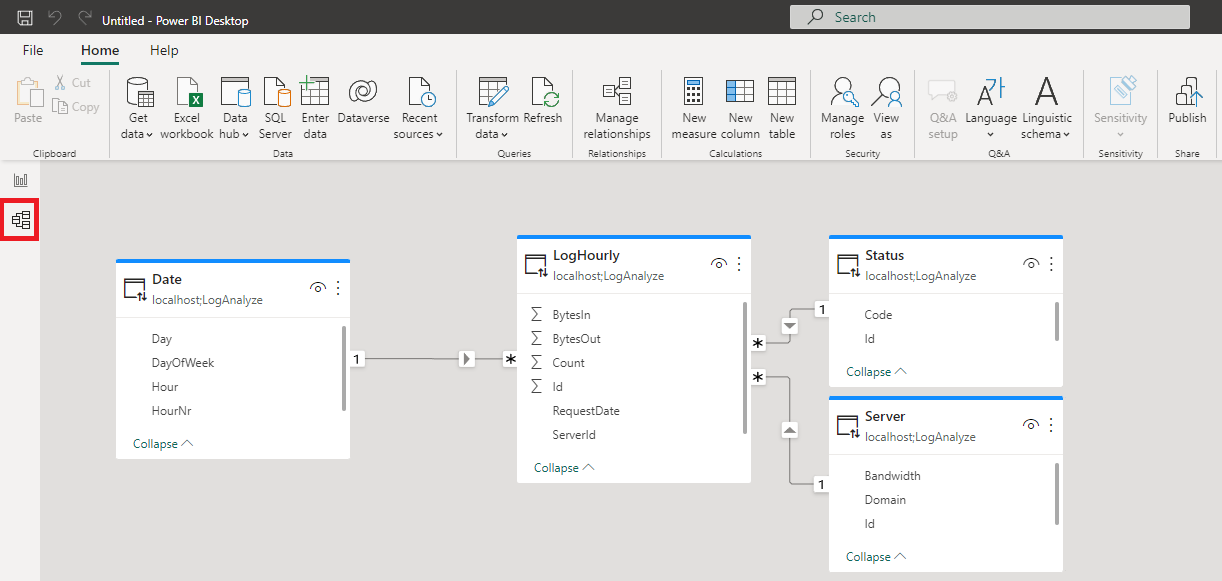 Untitled - Power BI Desktop
Search
File
Home
Help
Paste
Cut
Copy
Clipboard
Get data
Excel workbook
Data hub
SQL Server
Enter data
Dataverse
Recent sources
Data
Transform data
Refresh
Queries
Manage relationships
Relationships
New measure
New column
New table
Calculations
Manage roles
View as
Security
Q&A setup
Language
Linguistic schema
Q&A
Sensitivity
Sensitivity
Publish
Share
Date
localhost;LogAnalyze
Day
DayOfWeek
Hour
HourNr
Collapse
1
*
LogHourly
localhost;LogAnalyze
BytesIn
BytesOut
Count
Id
RequestDate
ServerId
Collapse
*
1
*
1
Status
localhost;LogAnalyze
Code
Id
Collapse
Server
localhost;LogAnalyze
Bandwidth
Domain
Id
Collapse